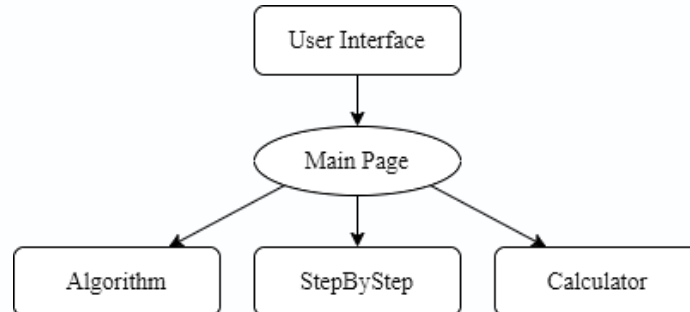 User Interface
Main Page
Algorithm
StepByStep
Calculator